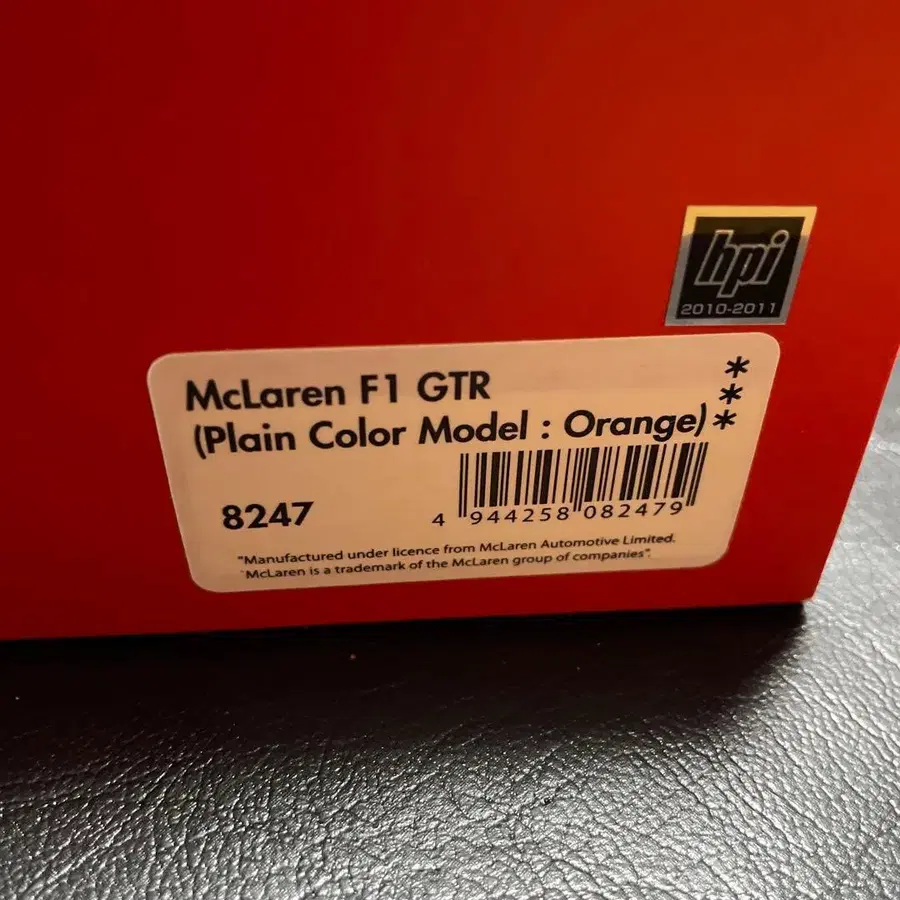 hpi
2010-2011
McLaren F1 GTR
(Plain Color Model : Orange)
***
8247
4 944258 082479
"Manufactured under licence from McLaren Automotive Limited.
"McLaren is a trademark of the McLaren group of companies".